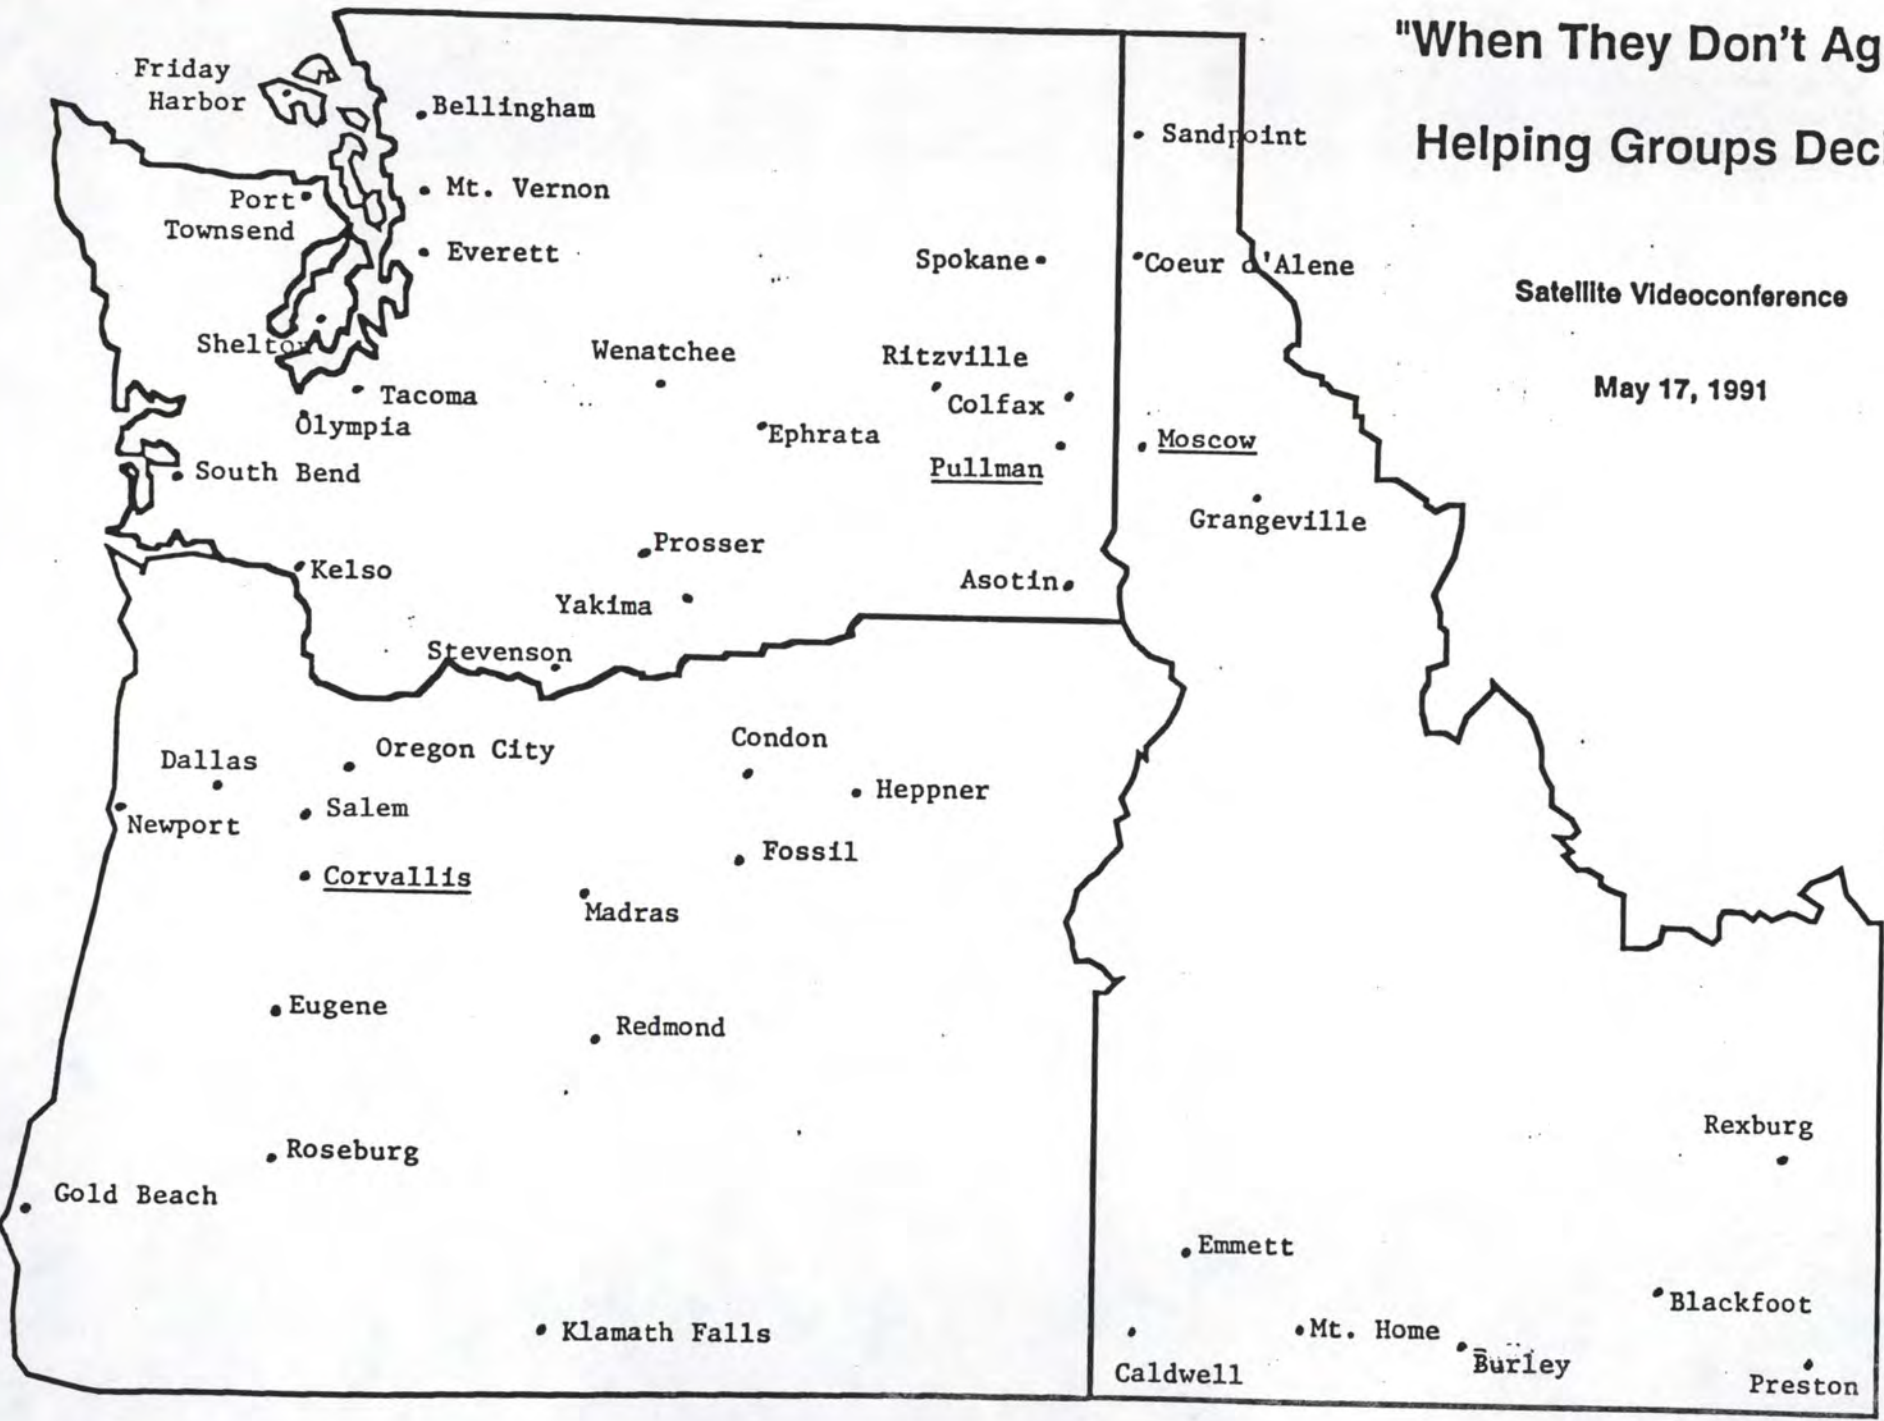 "When They Don't Ag
Helping Groups Deci
Satellite Videoconference
May 17, 1991
Friday
Harbor
Bellingham
Sandpoint
Mt. Vernon
Port
Townsend
Everett
Spokane
Coeur d'Alene
Shelton
Wenatchee
Ritzville
Tacoma
Colfax
Olympia
Ephrata
Moscow
Pullman
South Bend
Grangeville
Prosser
Kelso
Asotin
Yakima
Stevenson
Condon
Oregon City
Dallas
Heppner
Salem
Newport
Fossil
Corvallis
Madras
Eugene
Redmond
Rexburg
Roseburg
Gold Beach
Emmett
Blackfoot
Klamath Falls
Mt. Home
Burley
Caldwell
Preston